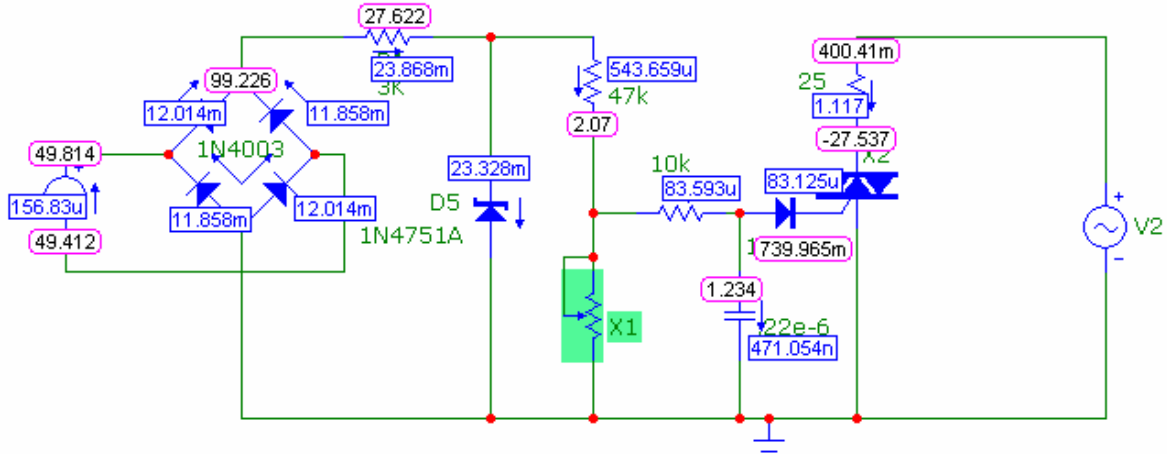 27.622
400.41m
23.868m
543.659u
3K
47k
25
99.226
12.014m
11.858m
1.117
2.07
-27.537
1N4003
X2
49.814
10k
23.328m
83.593u
83.125u
156.83u
D5
11.858m
12.014m
1N4751A
V2
49.412
739.965m
1.234
X1
.22e-6
471.054n